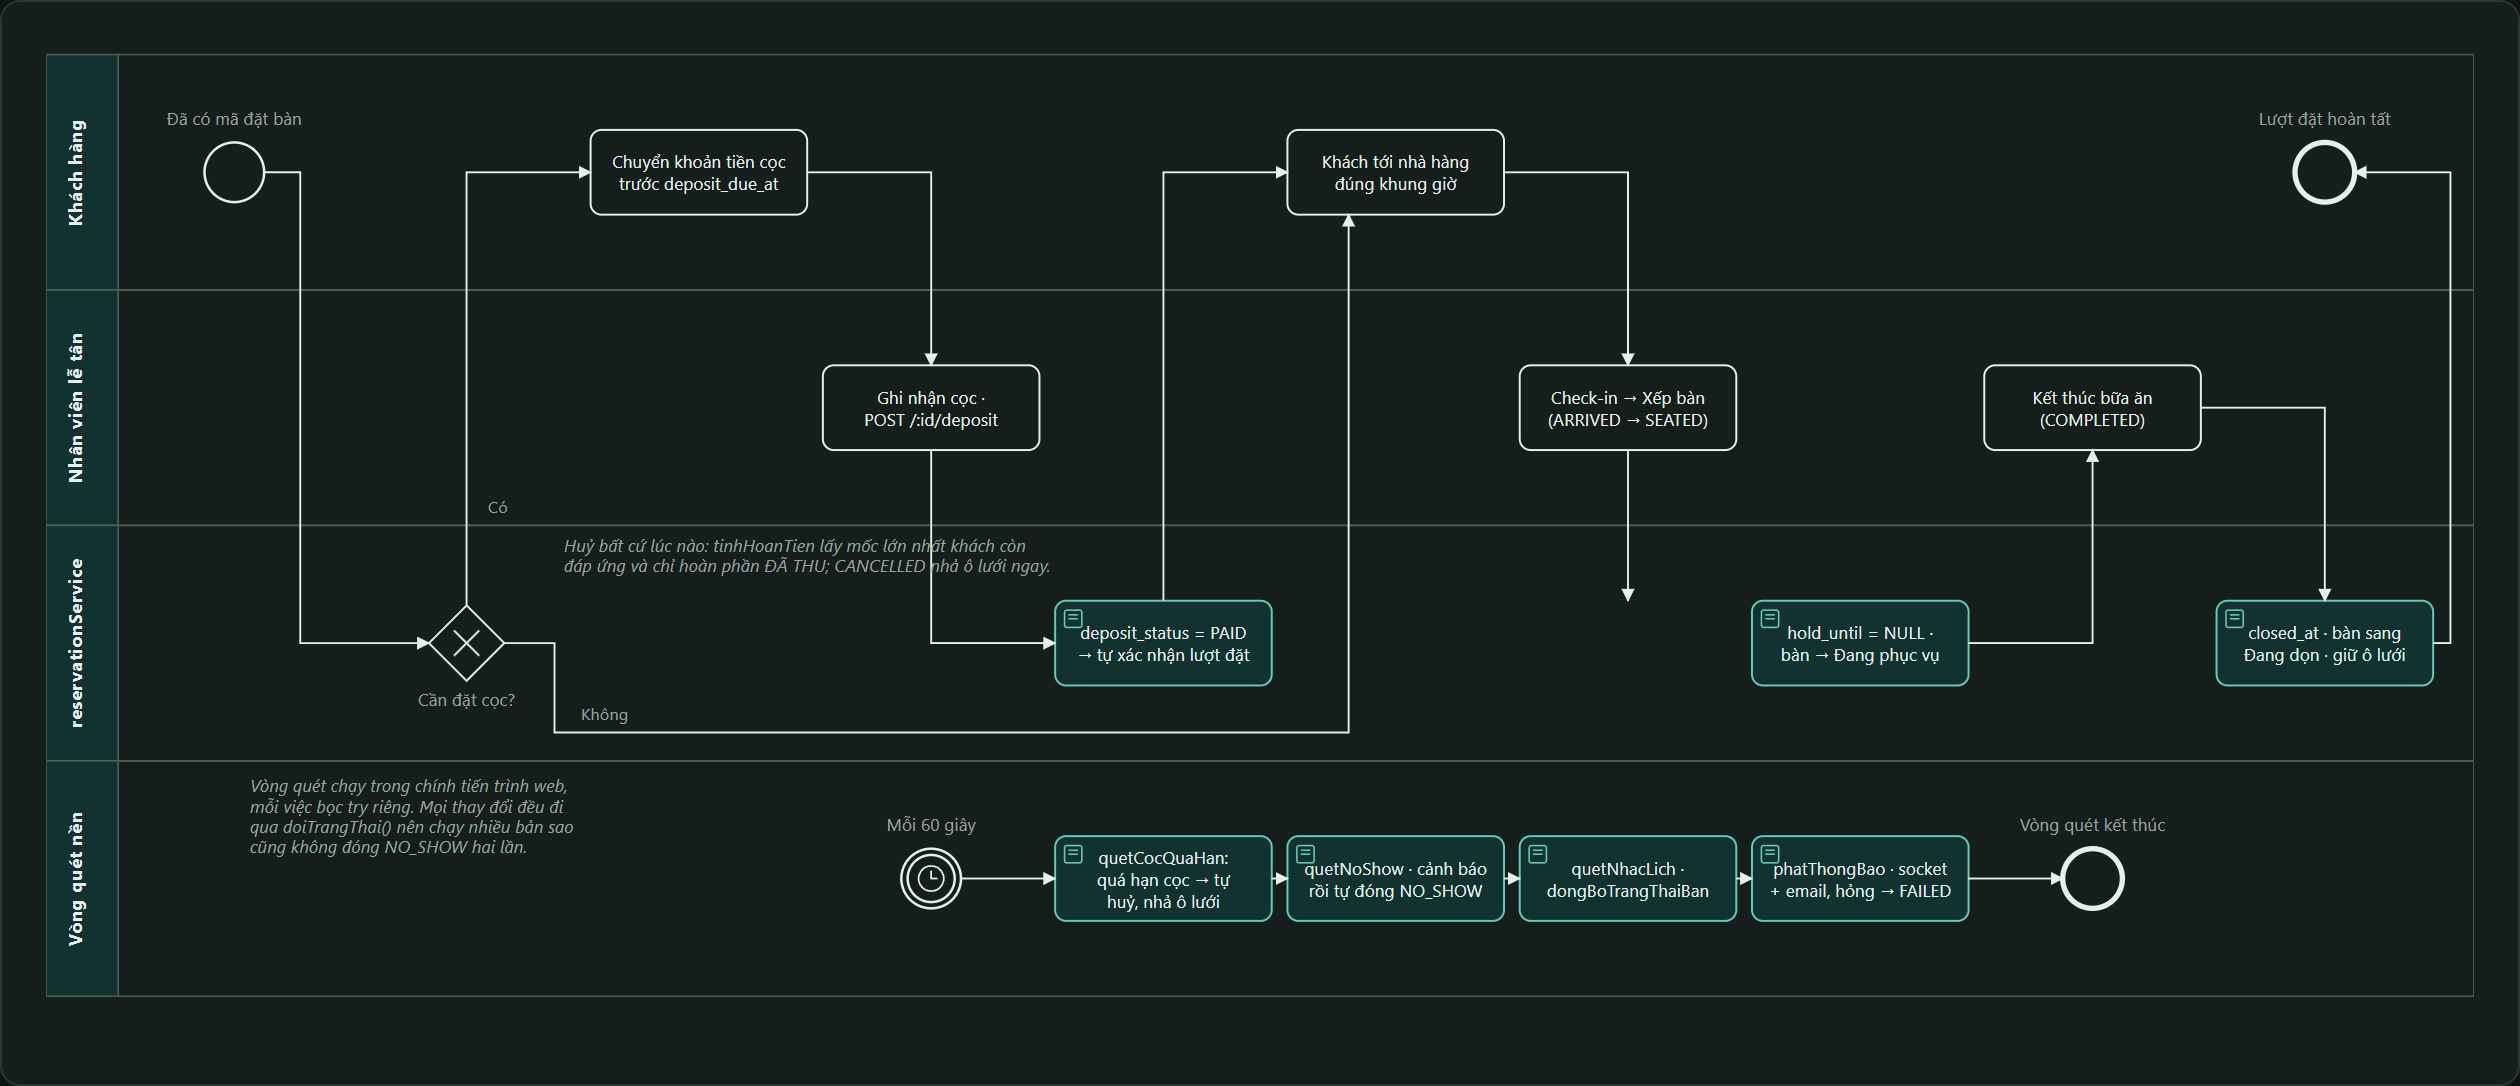 Khách hàng
Đã có mã đặt bàn
Chuyển khoản tiền cọc
trước deposit_due_at
Khách tới nhà hàng
đúng khung giờ
Lượt đặt hoàn tất
Nhân viên lễ tân
Ghi nhận cọc ·
POST /:id/deposit
Check-in → Xếp bàn
(ARRIVED → SEATED)
Kết thúc bữa ăn
(COMPLETED)
Có
reservationService
Huỷ bất cứ lúc nào: tinhHoanTien lấy mốc lớn nhất khách còn
đáp ứng và chỉ hoàn phần ĐÃ THU; CANCELLED nhả ô lưới ngay.
Cần đặt cọc?
Không
deposit_status = PAID
→ tự xác nhận lượt đặt
hold_until = NULL ·
bàn → Đang phục vụ
closed_at · bàn sang
Đang dọn · giữ ô lưới
Vòng quét nền
Vòng quét chạy trong chính tiến trình web,
mỗi việc bọc try riêng. Mọi thay đổi đều đi
qua doiTrangThai() nên chạy nhiều bản sao
cũng không đóng NO_SHOW hai lần.
Mỗi 60 giây
quetCocQuaHan:
quá hạn cọc → tự
huỷ, nhả ô lưới
quetNoShow · cảnh báo
rồi tự đóng NO_SHOW
quetNhacLich ·
dongBoTrangThaiBan
phatThongBao · socket
+ email, hỏng → FAILED
Vòng quét kết thúc